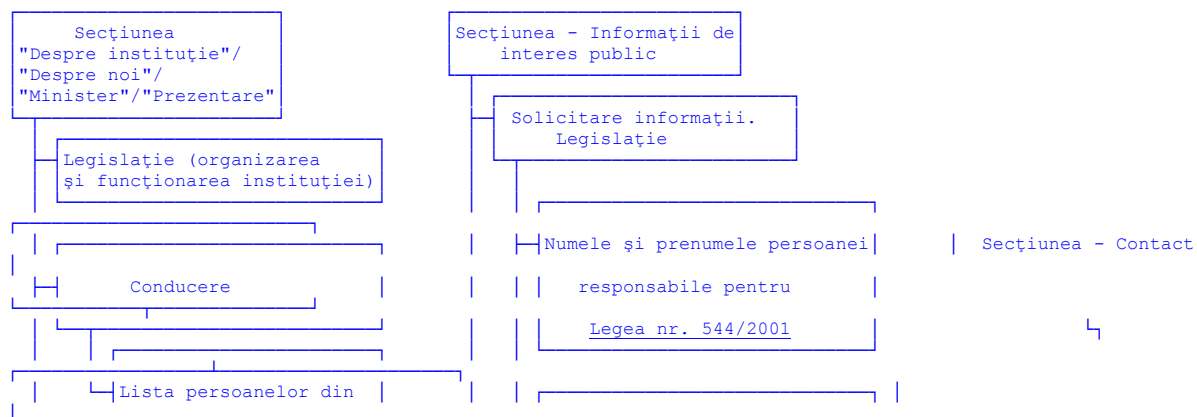 Secţiunea
"Despre instituţie"/
"Despre noi"/
"Minister"/"Prezentare"
Secţiunea - Informaţii de
interes public
Solicitare informaţii.
Legislaţie
Legislaţie (organizarea
şi funcţionarea instituţiei)
Numele şi prenumele persoanei
Secţiunea - Contact
Conducere
responsabile pentru
Legea nr. 544/2001
Lista persoanelor din